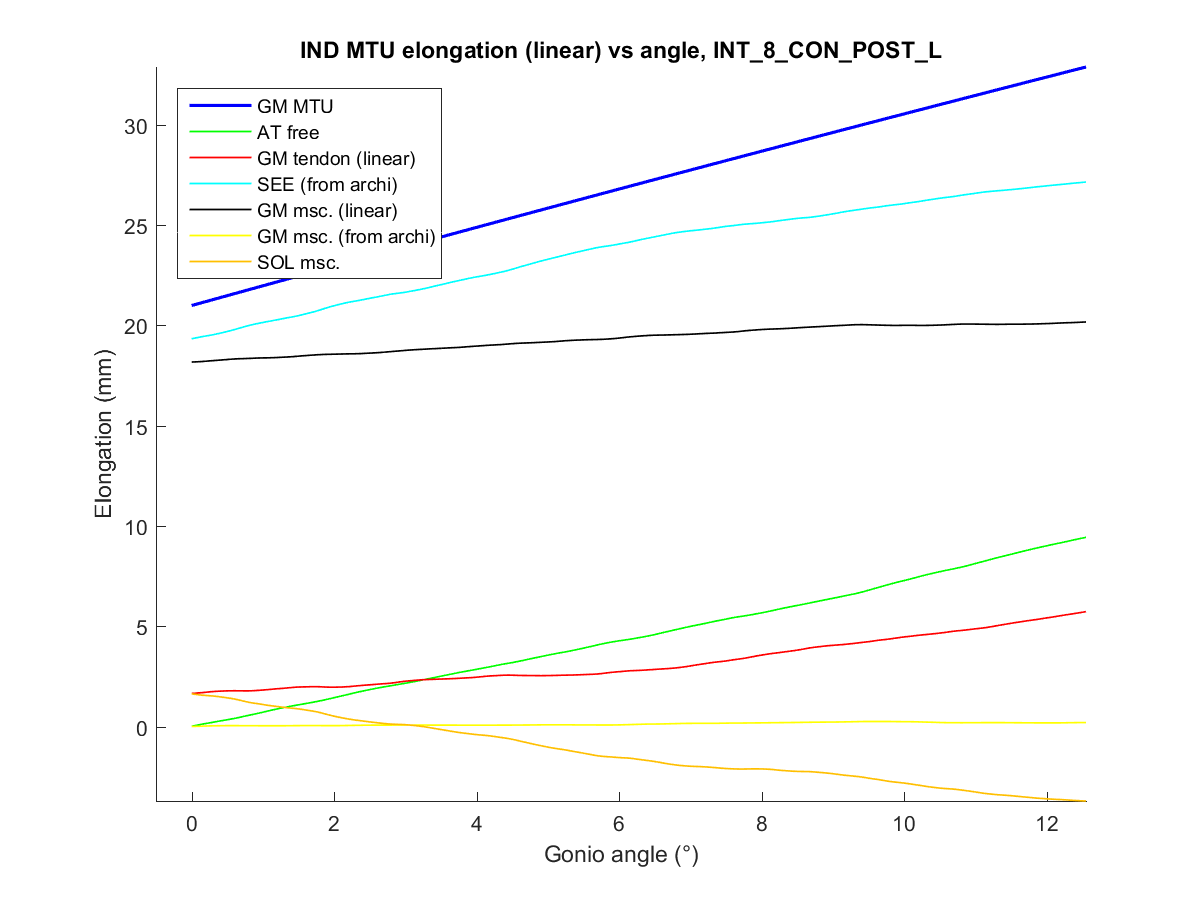 IND MTU elongation (linear) vs angle, INT_8_CON_POST_L
GM MTU
AT free
GM tendon (linear)
SEE (from archi)
GM msc. (linear)
GM msc. (from archi)
SOL msc.
Elongation (mm)
30
25
20
15
10
5
0
0 2 4 6 8 10 12
Gonio angle (°)